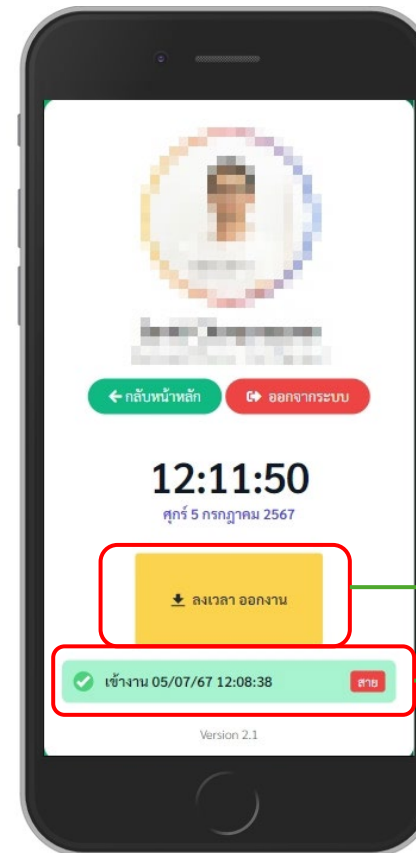 กลับหน้าหลัก ออกจากระบบ
12:11:50
ศุกร์ 5 กรกฎาคม 2567
ลงเวลา ออกงาน
เข้างาน 05/07/67 12:08:38 สาย
Version 2.1